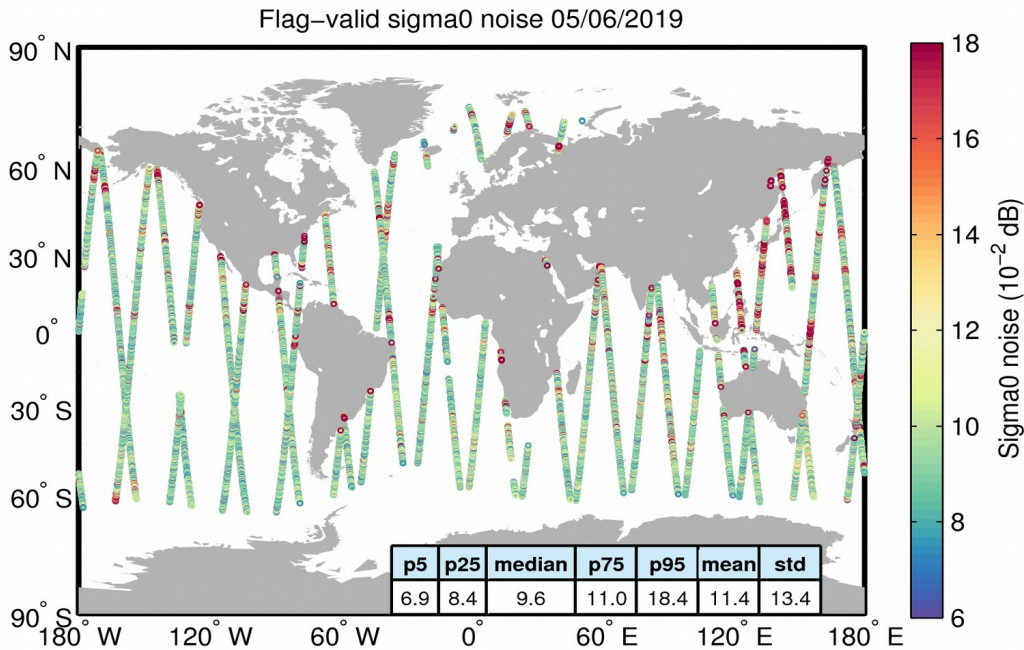 Flag−valid sigma0 noise 05/06/2019
90° N
60° N
30° N
0°
30° S
60° S
90° S
180° W 120° W 60° W 0° 60° E 120° E 180° E
p5 p25 median p75 p95 mean std
6.9 8.4 9.6 11.0 18.4 11.4 13.4
18
16
14
12
10
8
6
Sigma0 noise (10⁻² dB)